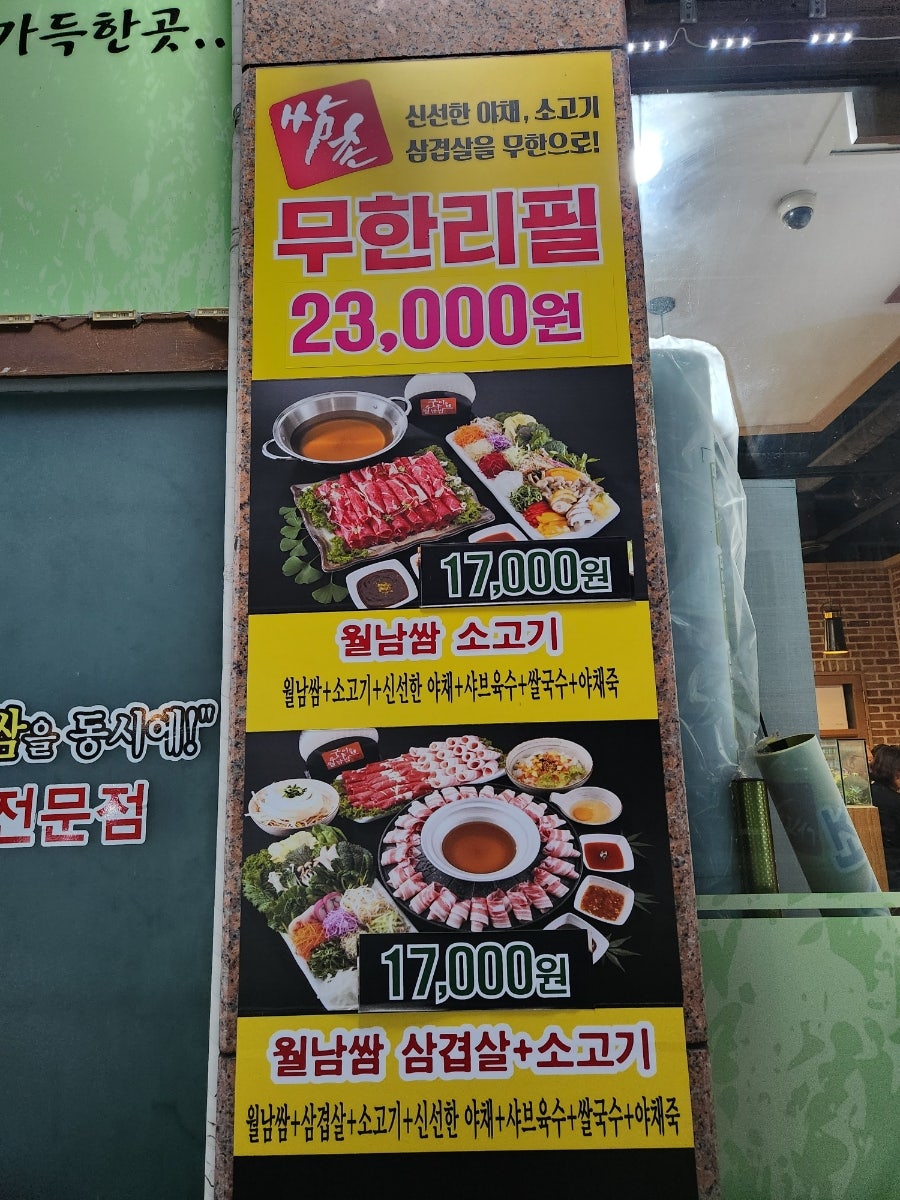 가득한곳..
쌈촌
신선한 야채, 소고기
삼겹살을 무한으로!
무한리필
23,000원
17,000원
월남쌈 소고기
월남쌈+소고기+신선한 야채+샤브육수+쌀국수+야채죽
쌈을 동시에!"
전문점
17,000원
월남쌈 삼겹살+소고기
월남쌈+삼겹살+소고기+신선한 야채+샤브육수+쌀국수+야채죽